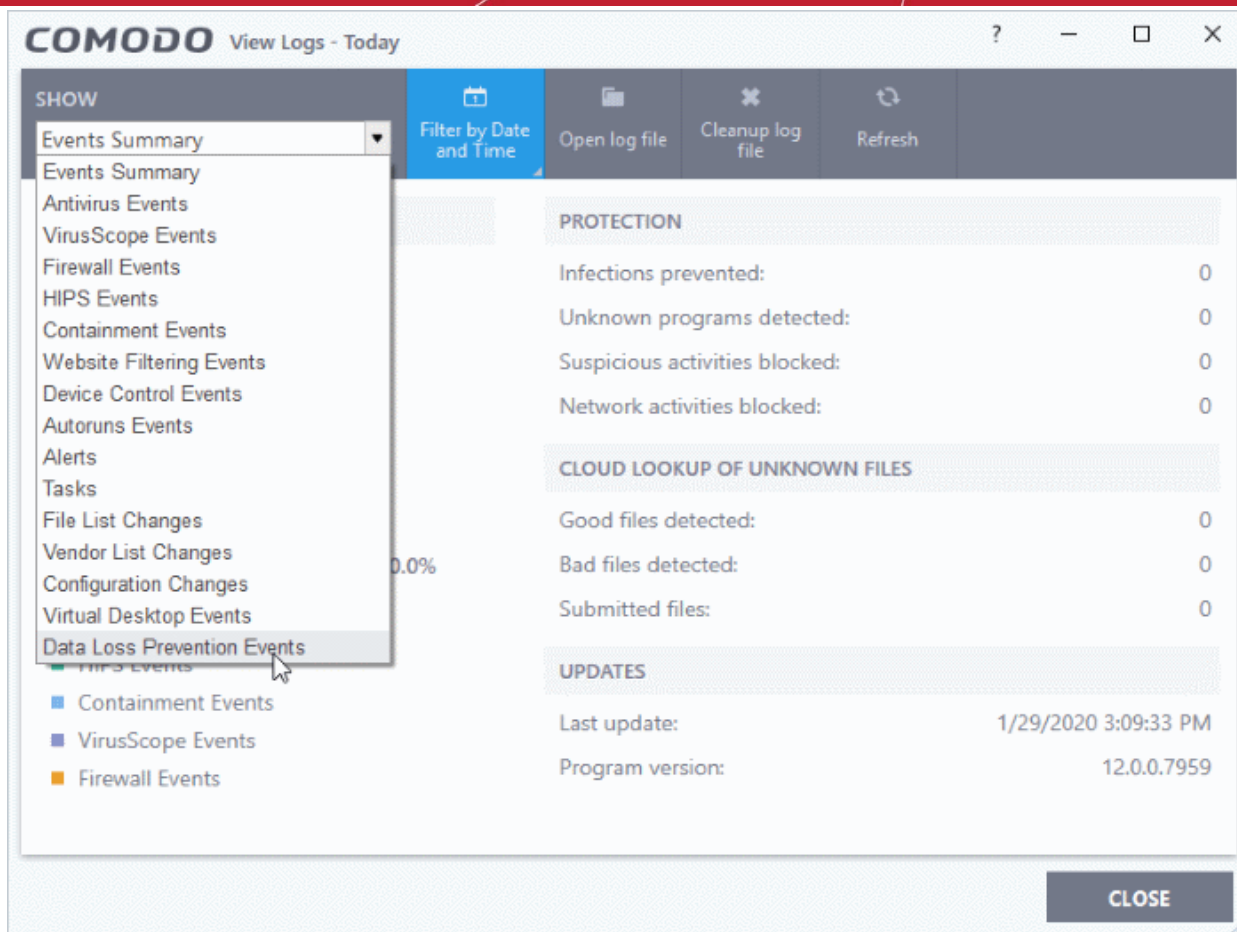 COMODO View Logs - Today
?
SHOW
Events Summary
Filter by Date
and Time
Open log file
Cleanup log
file
Refresh
Events Summary
Antivirus Events
VirusScope Events
Firewall Events
HIPS Events
Containment Events
Website Filtering Events
Device Control Events
Autoruns Events
Alerts
Tasks
File List Changes
Vendor List Changes
Configuration Changes
Virtual Desktop Events
Data Loss Prevention Events
0.0%
HIPS Events
Containment Events
VirusScope Events
Firewall Events
PROTECTION
Infections prevented: 0
Unknown programs detected: 0
Suspicious activities blocked: 0
Network activities blocked: 0
CLOUD LOOKUP OF UNKNOWN FILES
Good files detected: 0
Bad files detected: 0
Submitted files: 0
UPDATES
Last update: 1/29/2020 3:09:33 PM
Program version: 12.0.0.7959
CLOSE